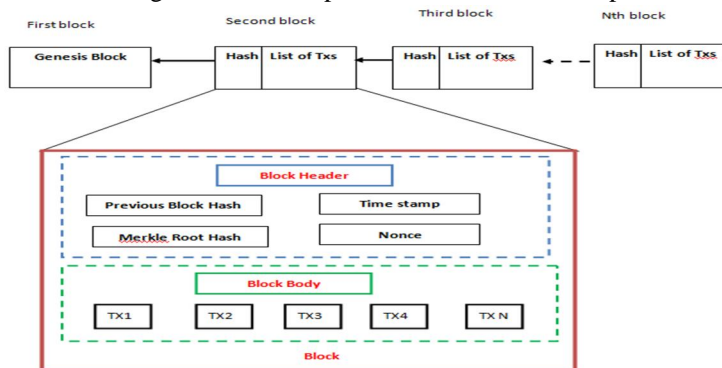 First block
Second block
Third block
Nth block
Genesis Block
Hash List of Txs
Hash List of Txs
Hash List of Txs
Block Header
Previous Block Hash
Time stamp
Merkle Root Hash
Nonce
Block Body
TX1
TX2
TX3
TX4
TX N
Block